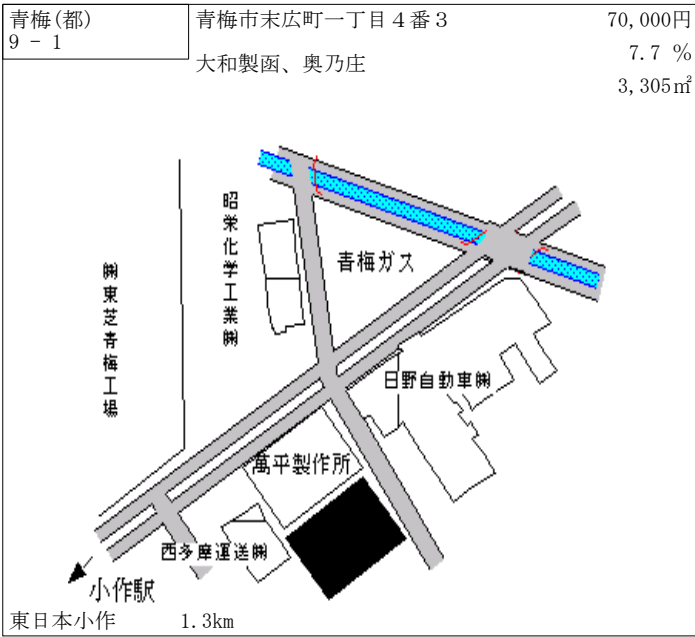 青梅(都)
9 - 1
青梅市末広町一丁目４番３
大和製函、奥乃庄
70,000円
7.7 %
3,305㎡
昭栄化学工業㈱
青梅ガス
㈱東芝青梅工場
日野自動車㈱
萬平製作所
西多摩運送㈱
小作駅
東日本小作
1.3km